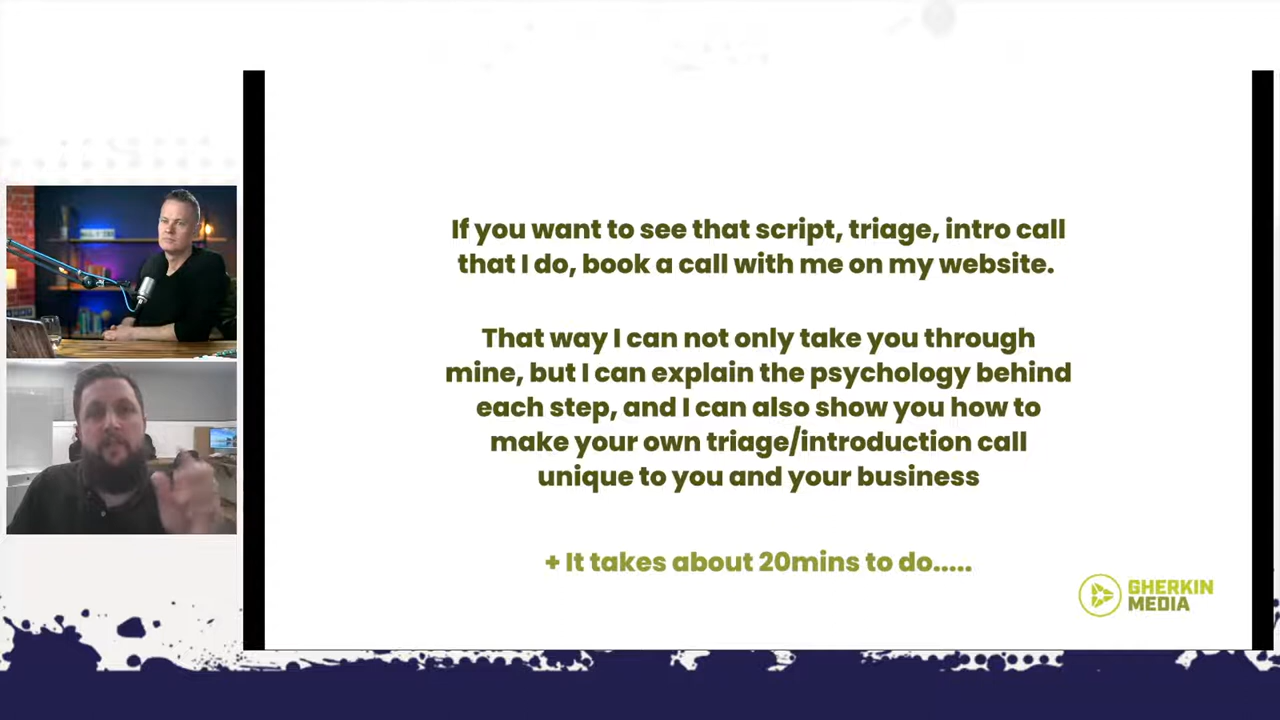 If you want to see that script, triage, intro call
that I do, book a call with me on my website.
That way I can not only take you through
mine, but I can explain the psychology behind
each step, and I can also show you how to
make your own triage/introduction call
unique to you and your business
+ It takes about 20mins to do.....
GHERKIN
MEDIA